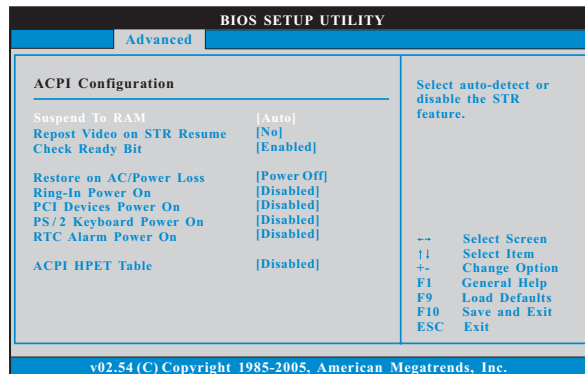 BIOS SETUP UTILITY
Advanced
ACPI Configuration
Suspend To RAM [Auto]
Repost Video on STR Resume [No]
Check Ready Bit [Enabled]
Restore on AC/Power Loss [Power Off]
Ring-In Power On [Disabled]
PCI Devices Power On [Disabled]
PS/2 Keyboard Power On [Disabled]
RTC Alarm Power On [Disabled]
ACPI HPET Table [Disabled]
Select auto-detect or
disable the STR
feature.
←→ Select Screen
↑↓ Select Item
+- Change Option
F1 General Help
F9 Load Defaults
F10 Save and Exit
ESC Exit
v02.54 (C) Copyright 1985-2005, American Megatrends, Inc.